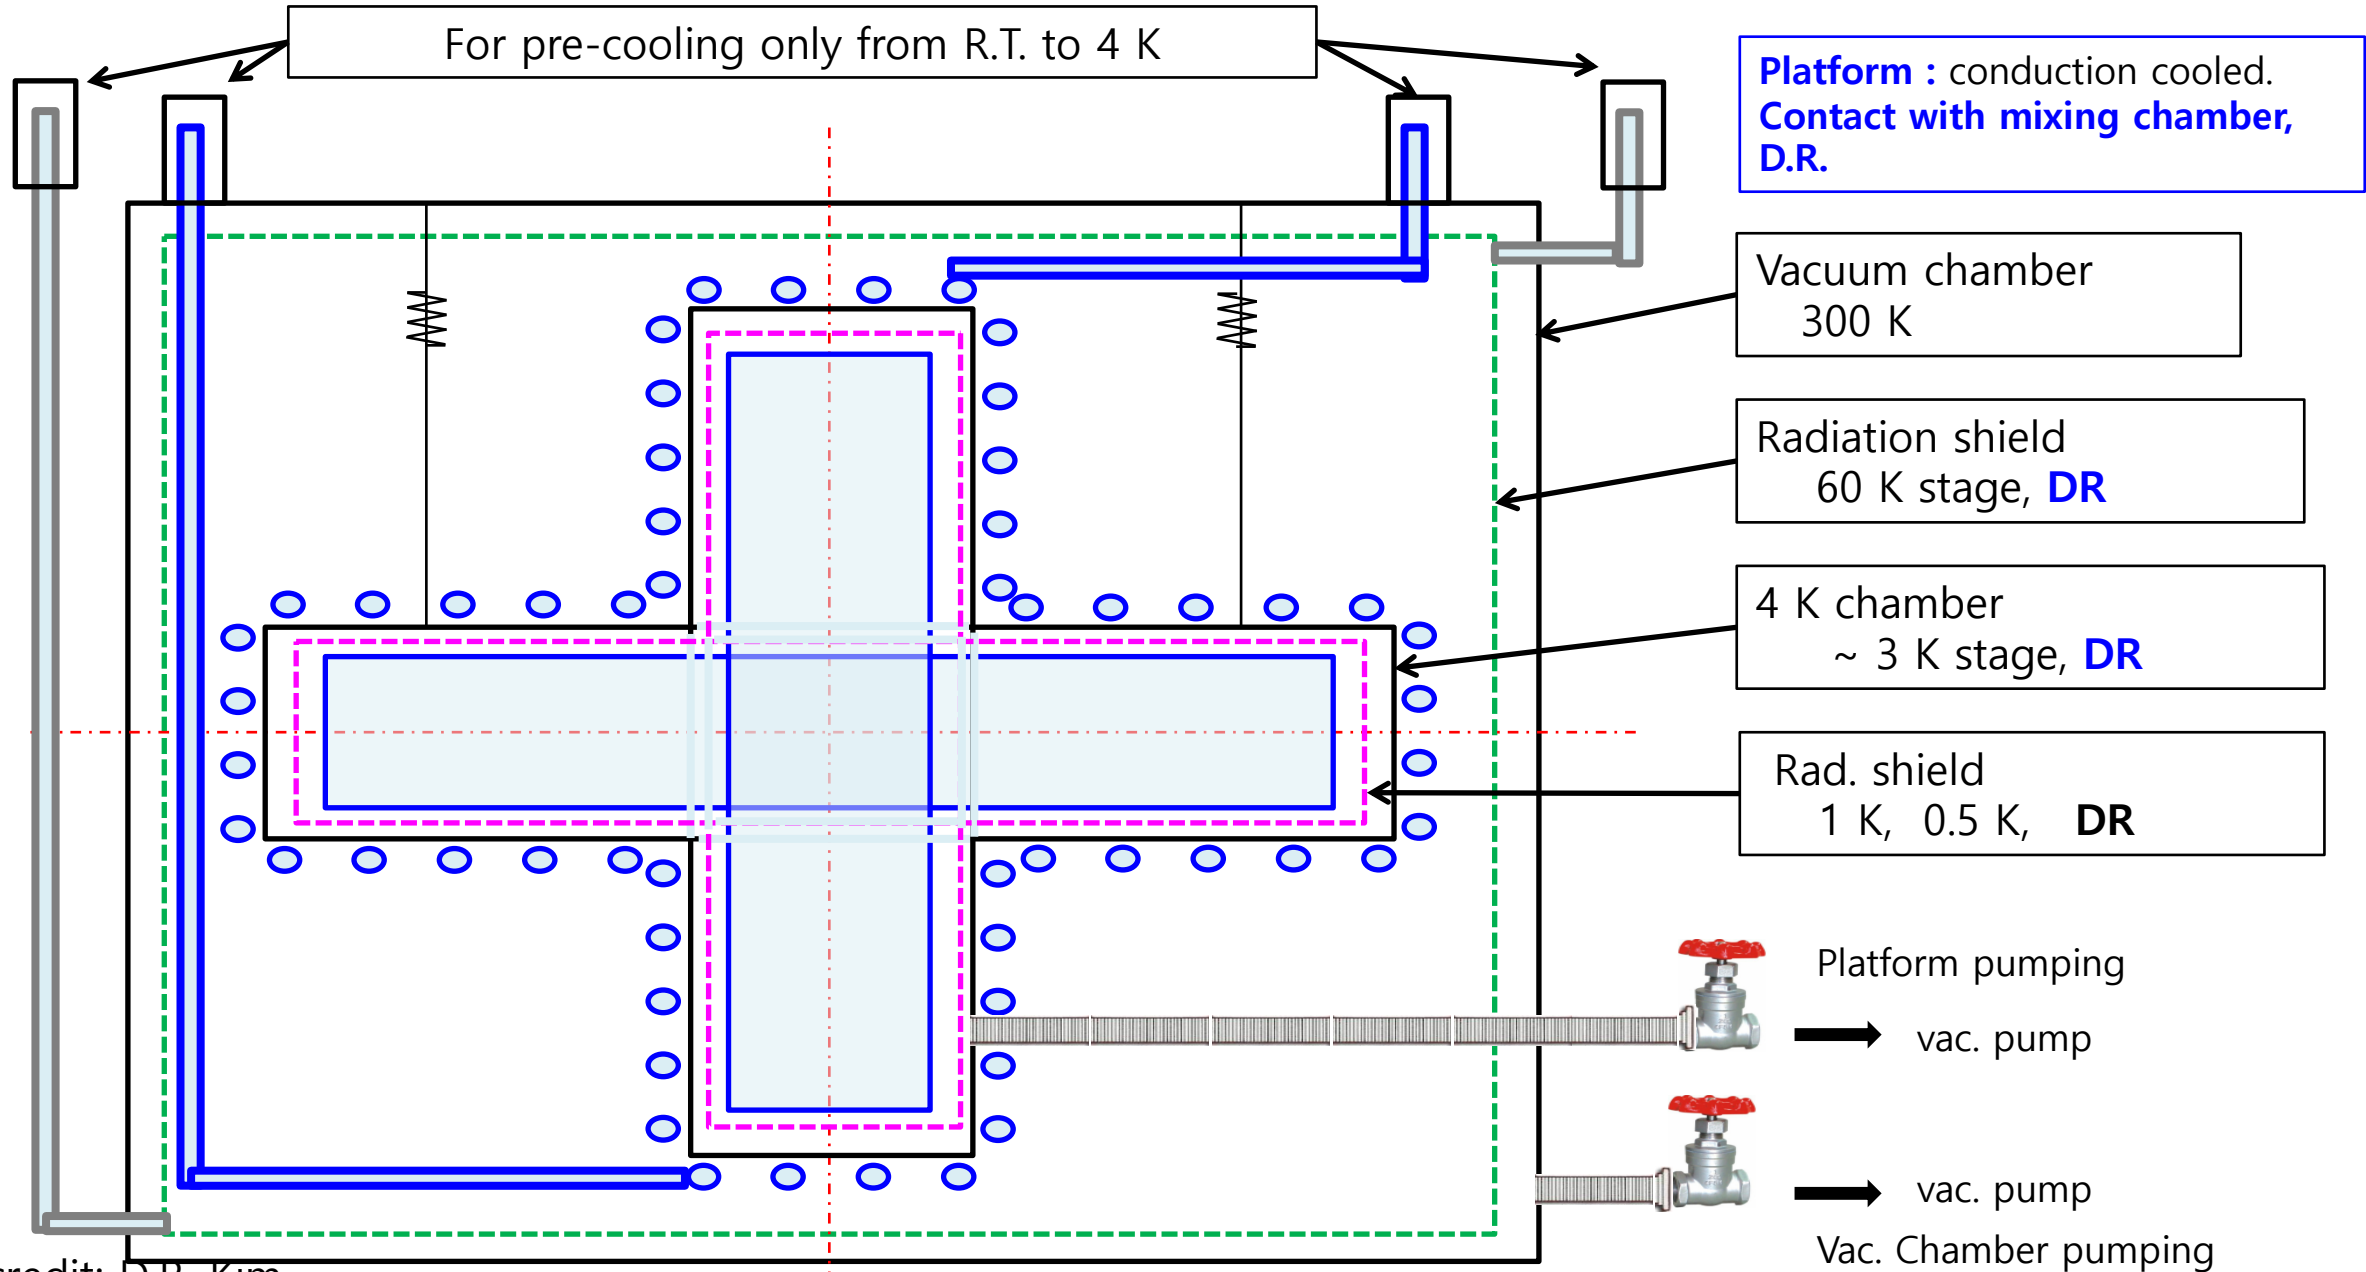 For pre-cooling only from R.T. to 4 K
Platform : conduction cooled.
Contact with mixing chamber,
D.R.
Vacuum chamber
300 K
Radiation shield
60 K stage, DR
4 K chamber
~ 3 K stage, DR
Rad. shield
1 K, 0.5 K, DR
Platform pumping
vac. pump
vac. pump
Vac. Chamber pumping
credit: D.B. Kim